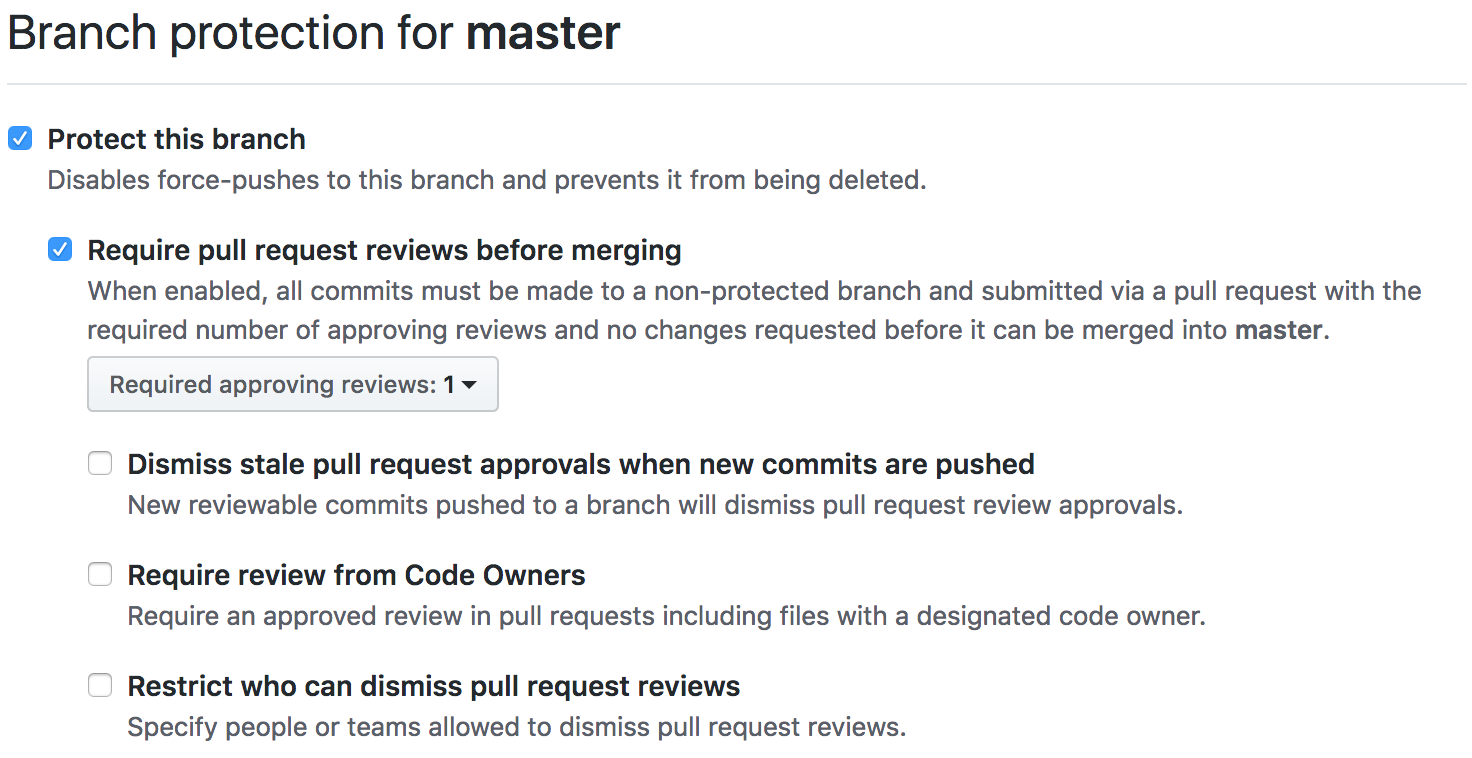 Branch protection for master
Protect this branch
Disables force-pushes to this branch and prevents it from being deleted.
Require pull request reviews before merging
When enabled, all commits must be made to a non-protected branch and submitted via a pull request with the
required number of approving reviews and no changes requested before it can be merged into master.
Required approving reviews: 1
Dismiss stale pull request approvals when new commits are pushed
New reviewable commits pushed to a branch will dismiss pull request review approvals.
Require review from Code Owners
Require an approved review in pull requests including files with a designated code owner.
Restrict who can dismiss pull request reviews
Specify people or teams allowed to dismiss pull request reviews.